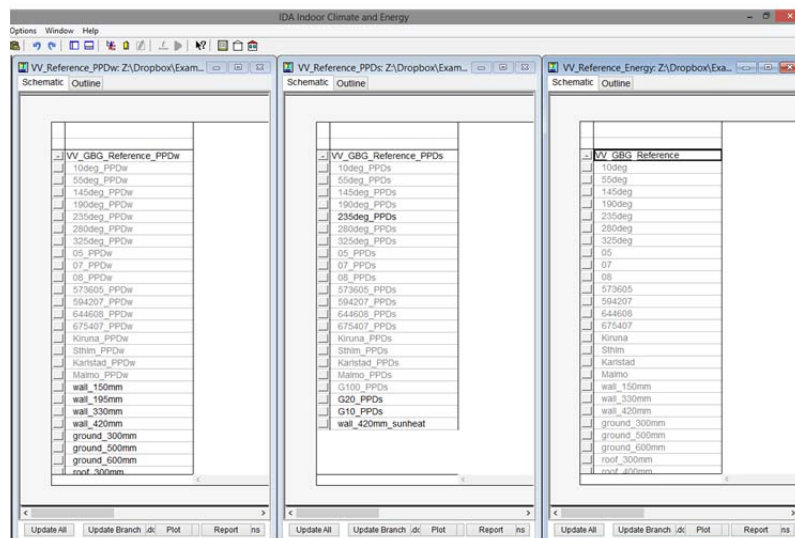 IDA Indoor Climate and Energy
Options Window Help
VV_Reference_PPDw: Z:\Dropbox\Exam...
Schematic Outline
VV_GBG_Reference_PPDw
10deg_PPDw
55deg_PPDw
145deg_PPDw
190deg_PPDw
235deg_PPDw
280deg_PPDw
325deg_PPDw
05_PPDw
07_PPDw
08_PPDw
573605_PPDw
594207_PPDw
644608_PPDw
675407_PPDw
Kiruna_PPDw
Sthlm_PPDw
Karlstad_PPDw
Malmo_PPDw
wall_150mm
wall_195mm
wall_330mm
wall_420mm
ground_300mm
ground_500mm
ground_600mm
roof_300mm
Update All Update Branch Plot Report ns
VV_Reference_PPDs: Z:\Dropbox\Exam...
Schematic Outline
VV_GBG_Reference_PPDs
10deg_PPDs
55deg_PPDs
145deg_PPDs
190deg_PPDs
235deg_PPDs
280deg_PPDs
325deg_PPDs
05_PPDs
07_PPDs
08_PPDs
573605_PPDs
594207_PPDs
644608_PPDs
675407_PPDs
Kiruna_PPDs
Sthlm_PPDs
Karlstad_PPDs
Malmo_PPDs
G100_PPDs
G20_PPDs
G10_PPDs
wall_420mm_sunheat
Update All Update Branch Plot Report ns
VV_Reference_Energy: Z:\Dropbox\Exa...
Schematic Outline
VV_GBG_Reference
10deg
55deg
145deg
190deg
235deg
280deg
325deg
05
07
08
573605
594207
644608
675407
Kiruna
Sthlm
Karlstad
Malmo
wall_150mm
wall_330mm
wall_420mm
ground_300mm
ground_500mm
ground_600mm
roof_300mm
roof_400mm
Update All Update Branch Plot Report ns